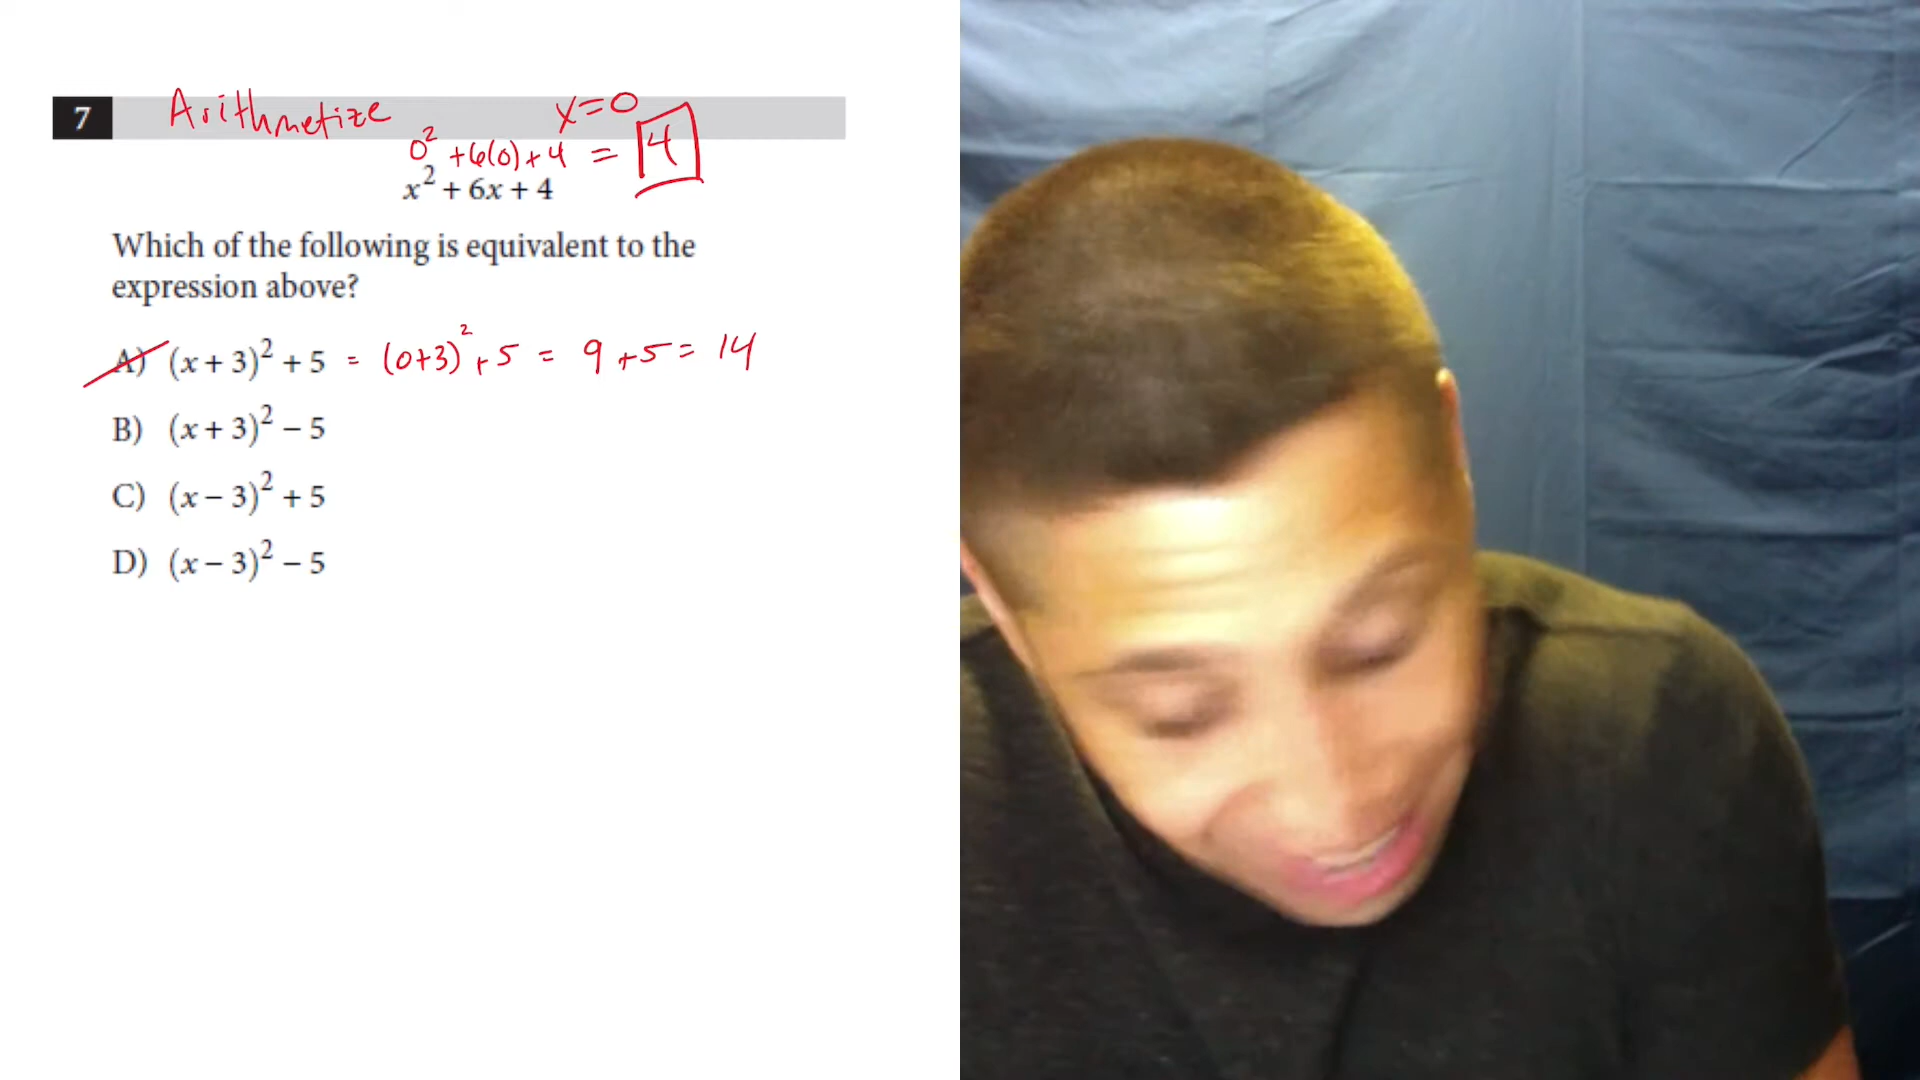 7 Arithmetize x=0
0² +6(0)+4 = 4
x² + 6x + 4
Which of the following is equivalent to the
expression above?
A) (x + 3)² + 5 = (0+3)² +5 = 9 +5 = 14
B) (x + 3)² − 5
C) (x − 3)² + 5
D) (x − 3)² − 5